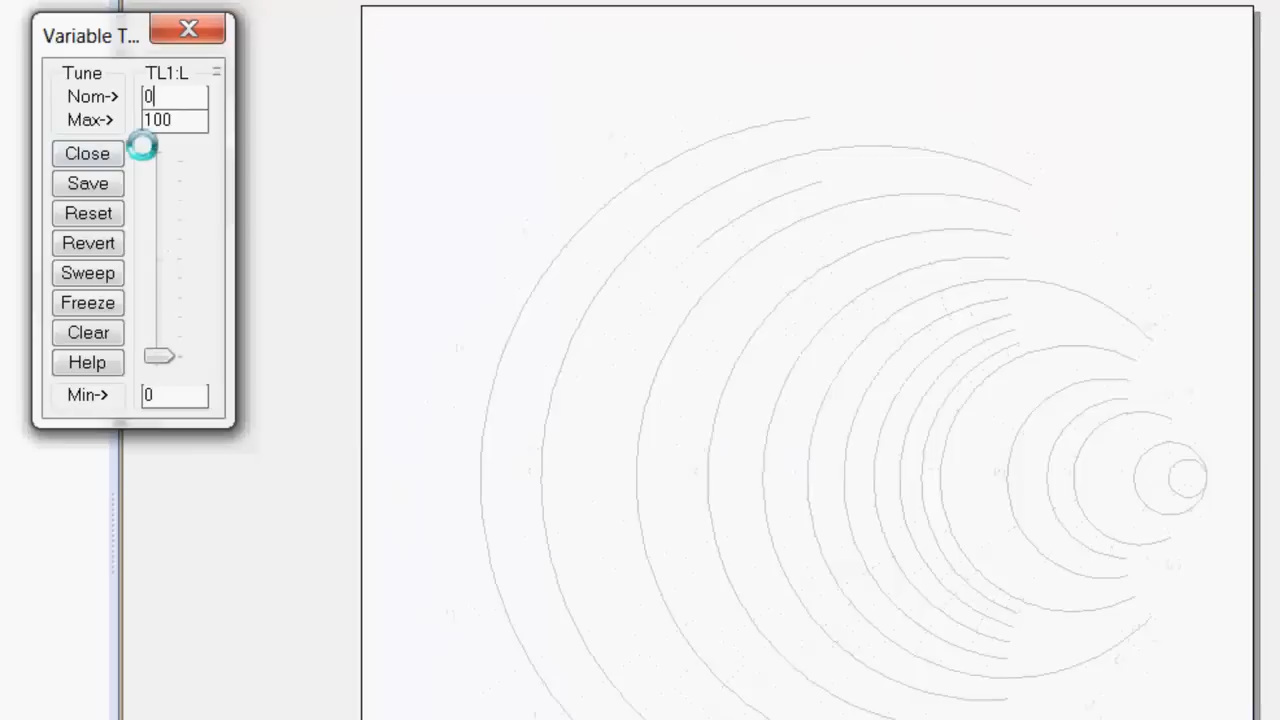 Variable T...
Tune TL1:L
Nom-> 0
Max-> 100
Close
Save
Reset
Revert
Sweep
Freeze
Clear
Help
Min-> 0